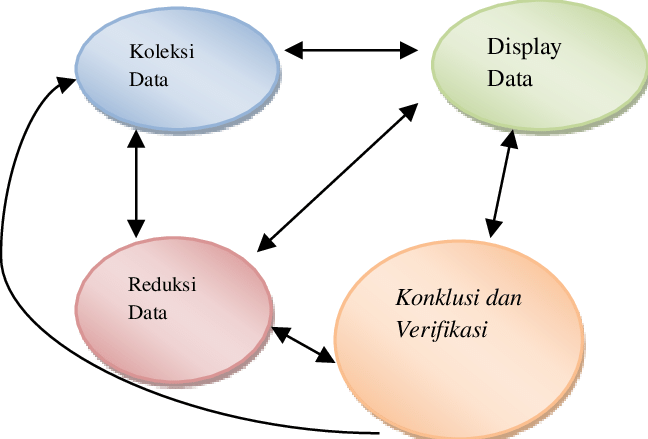 Koleksi
Data
Display
Data
Reduksi
Data
Konklusi dan
Verifikasi